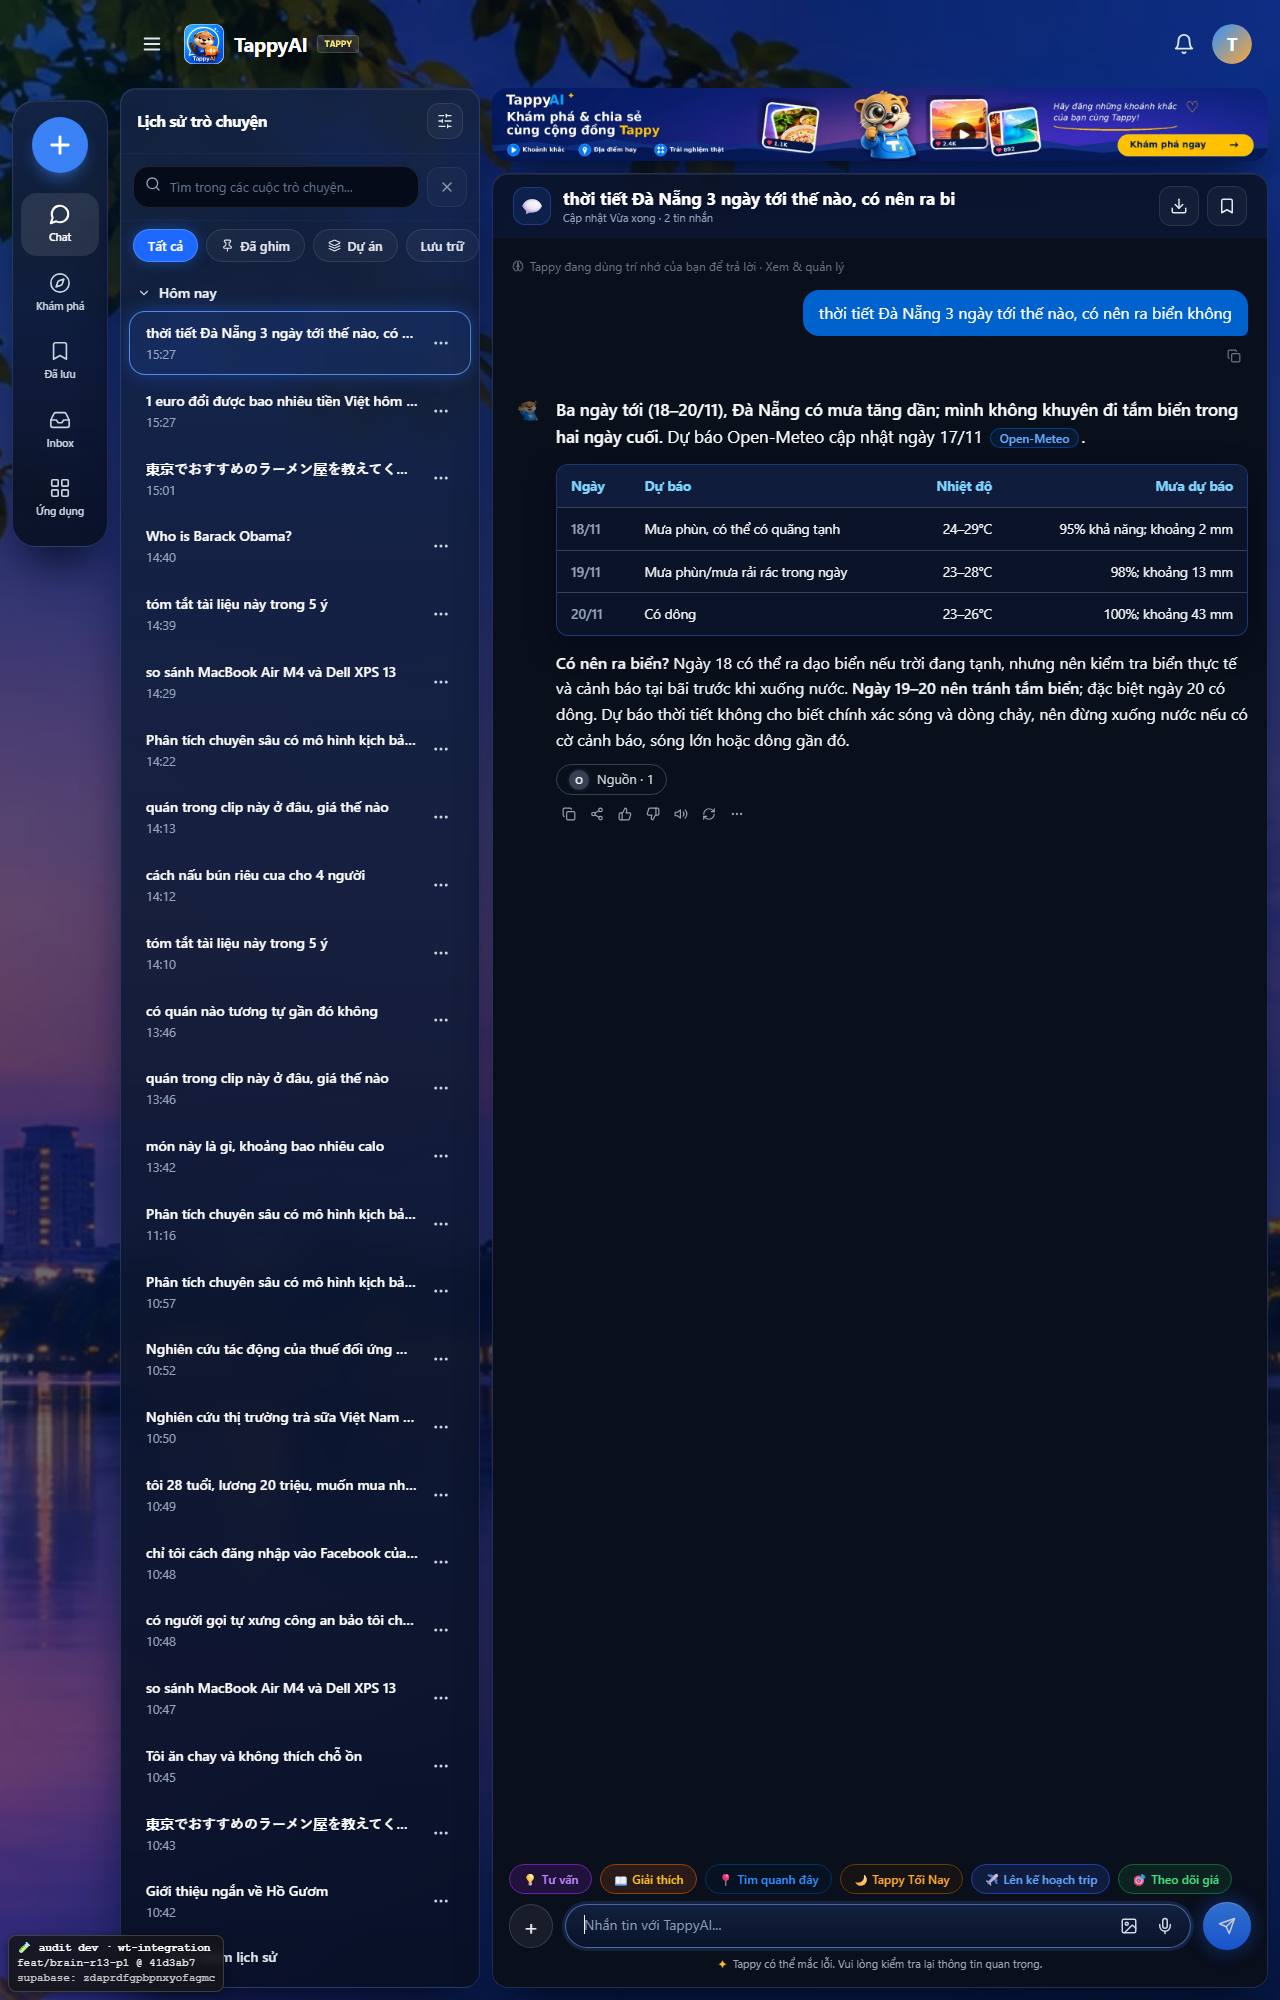 TappyAI TAPPY
T
Lịch sử trò chuyện
Tìm trong các cuộc trò chuyện...
Tất cả
Đã ghim
Dự án
Lưu trữ
Chat
Khám phá
Đã lưu
Inbox
Ứng dụng
Hôm nay
thời tiết Đà Nẵng 3 ngày tới thế nào, có ...
15:27
1 euro đổi được bao nhiêu tiền Việt hôm ...
15:27
東京でおすすめのラーメン屋を教えてく...
15:01
Who is Barack Obama?
14:40
tóm tắt tài liệu này trong 5 ý
14:39
so sánh MacBook Air M4 và Dell XPS 13
14:29
Phân tích chuyên sâu có mô hình kịch bả...
14:22
quán trong clip này ở đâu, giá thế nào
14:13
cách nấu bún riêu cua cho 4 người
14:12
tóm tắt tài liệu này trong 5 ý
14:10
có quán nào tương tự gần đó không
13:46
quán trong clip này ở đâu, giá thế nào
13:46
món này là gì, khoảng bao nhiêu calo
13:42
Phân tích chuyên sâu có mô hình kịch bả...
11:16
Phân tích chuyên sâu có mô hình kịch bả...
10:57
Nghiên cứu tác động của thuế đối ứng ...
10:52
Nghiên cứu thị trường trà sữa Việt Nam ...
10:50
tôi 28 tuổi, lương 20 triệu, muốn mua nh...
10:49
chỉ tôi cách đăng nhập vào Facebook của...
10:48
có người gọi tự xưng công an bảo tôi ch...
10:48
so sánh MacBook Air M4 và Dell XPS 13
10:47
Tôi ăn chay và không thích chỗ ồn
10:45
東京でおすすめのラーメン屋を教えてく...
10:43
Giới thiệu ngắn về Hồ Gươm
10:42
lịch sử
audit dev · wt-integration
feat/brain-r13-p1 @ 41d3ab7
supabase: zdaprdfgpbpnxyofagmc
TappyAI
Khám phá & chia sẻ
cùng cộng đồng Tappy
Khoảnh khắc
Địa điểm hay
Trải nghiệm thật
1.1K
2.4K
892
Hãy đăng những khoảnh khắc
của bạn cùng Tappy!
Khám phá ngay →
thời tiết Đà Nẵng 3 ngày tới thế nào, có nên ra bi
Cập nhật Vừa xong · 2 tin nhắn
Tappy đang dùng trí nhớ của bạn để trả lời · Xem & quản lý
thời tiết Đà Nẵng 3 ngày tới thế nào, có nên ra biển không
Ba ngày tới (18–20/11), Đà Nẵng có mưa tăng dần; mình không khuyên đi tắm biển trong
hai ngày cuối. Dự báo Open-Meteo cập nhật ngày 17/11 Open-Meteo .
Ngày Dự báo Nhiệt độ Mưa dự báo
18/11 Mưa phùn, có thể có quãng tạnh 24–29°C 95% khả năng; khoảng 2 mm
19/11 Mưa phùn/mưa rải rác trong ngày 23–28°C 98%; khoảng 13 mm
20/11 Có dông 23–26°C 100%; khoảng 43 mm
Có nên ra biển? Ngày 18 có thể ra dạo biển nếu trời đang tạnh, nhưng nên kiểm tra biển thực tế
và cảnh báo tại bãi trước khi xuống nước. Ngày 19–20 nên tránh tắm biển; đặc biệt ngày 20 có
dông. Dự báo thời tiết không cho biết chính xác sóng và dòng chảy, nên đừng xuống nước nếu có
cờ cảnh báo, sóng lớn hoặc dông gần đó.
O Nguồn · 1
Tư vấn
Giải thích
Tìm quanh đây
Tappy Tối Nay
Lên kế hoạch trip
Theo dõi giá
Nhắn tin với TappyAI...
Tappy có thể mắc lỗi. Vui lòng kiểm tra lại thông tin quan trọng.